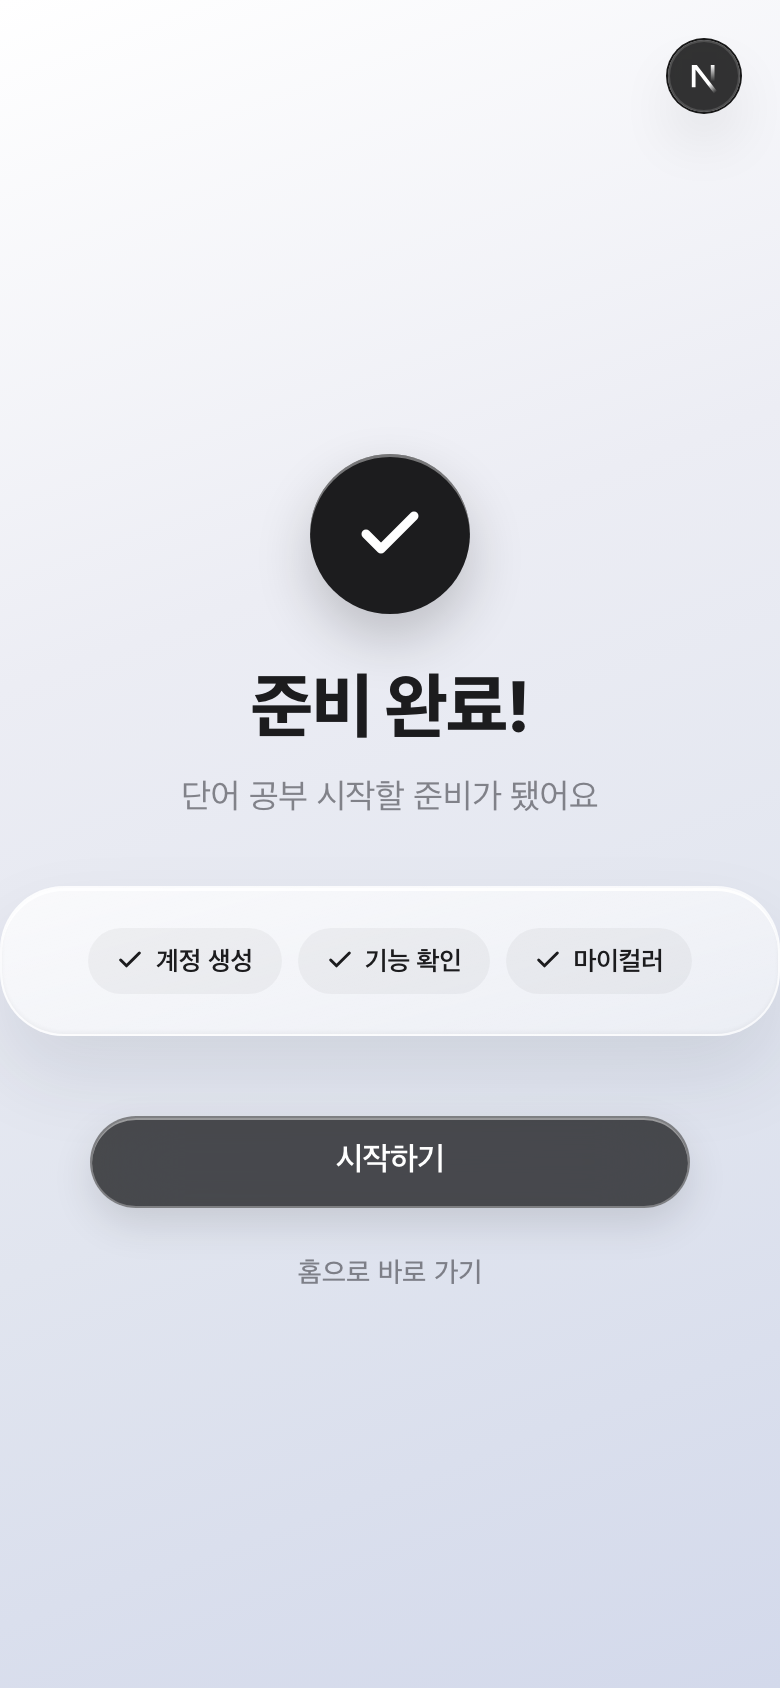 N
준비 완료!
단어 공부 시작할 준비가 됐어요
계정 생성 기능 확인 마이컬러
시작하기
홈으로 바로 가기